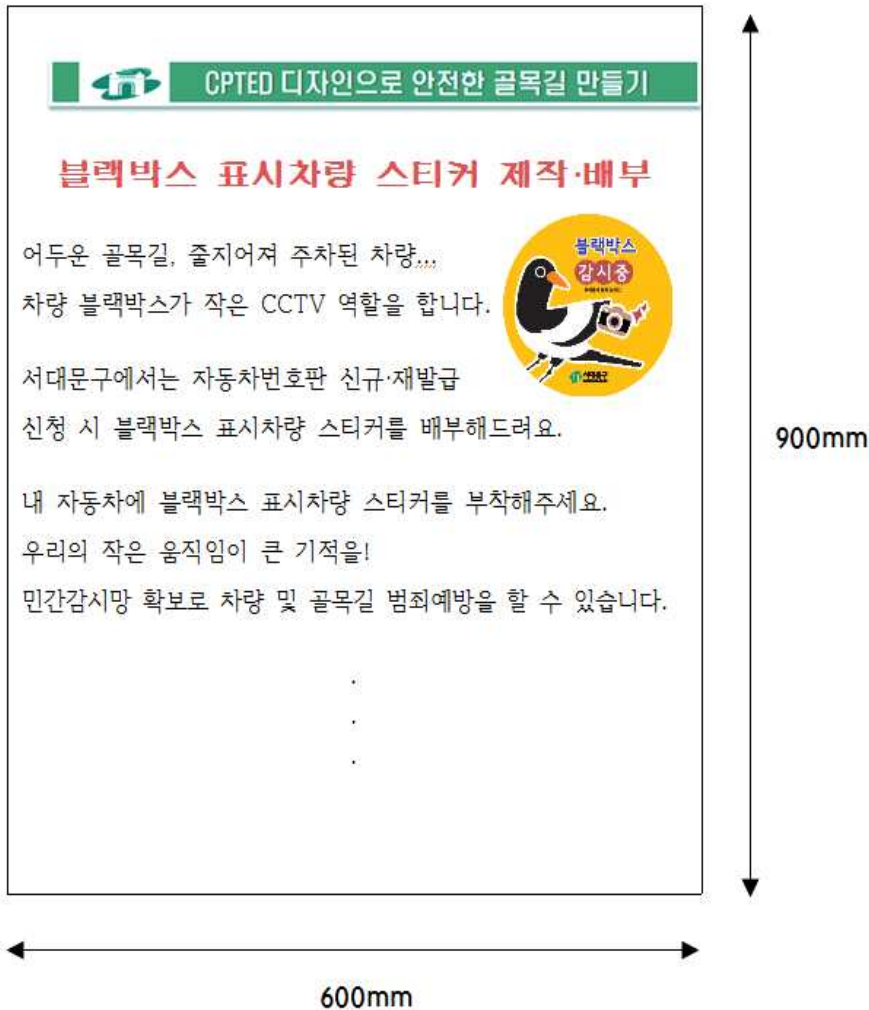 CPTED 디자인으로 안전한 골목길 만들기
블랙박스 표시차량 스티커 제작·배부
어두운 골목길, 줄지어져 주차된 차량...
차량 블랙박스가 작은 CCTV 역할을 합니다.
블랙박스
감시중
서대문구
서대문구에서는 자동차번호판 신규·재발급
신청 시 블랙박스 표시차량 스티커를 배부해드려요.
내 자동차에 블랙박스 표시차량 스티커를 부착해주세요.
우리의 작은 움직임이 큰 기적을!
민간감시망 확보로 차량 및 골목길 범죄예방을 할 수 있습니다.
.
.
.
900mm
600mm